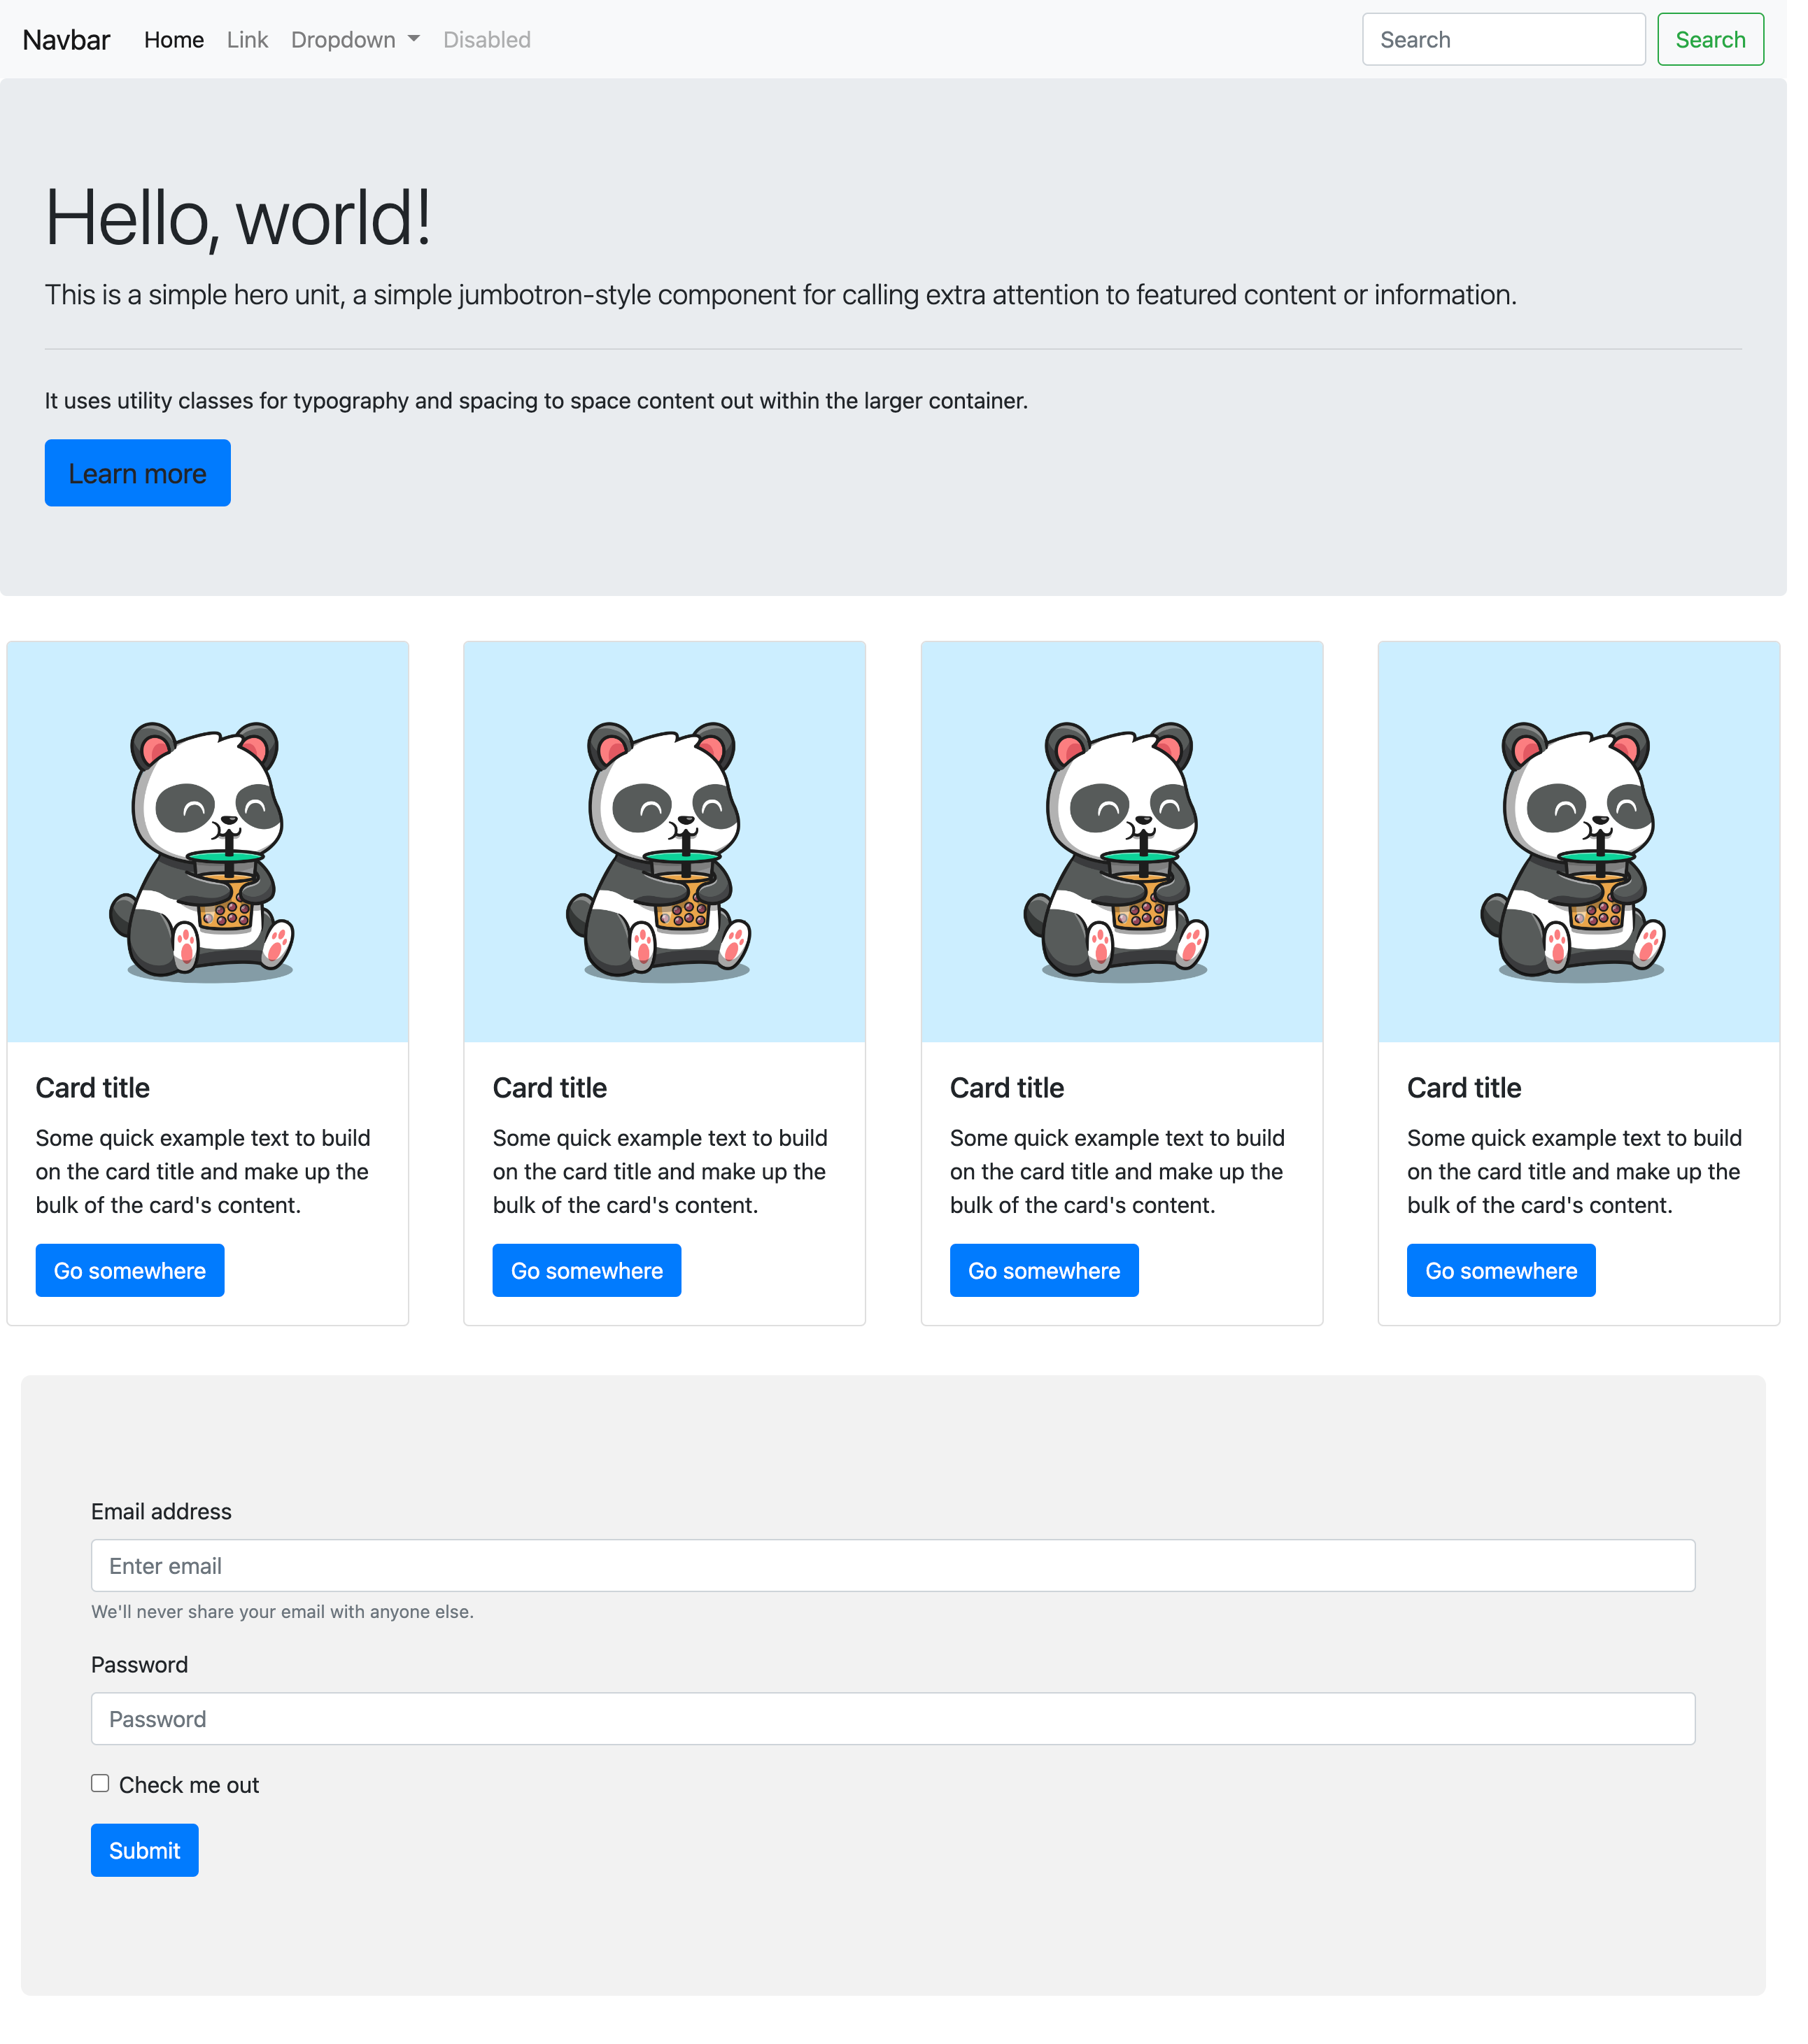 Navbar Home Link Dropdown Disabled Search Search
Hello, world!
This is a simple hero unit, a simple jumbotron-style component for calling extra attention to featured content or information.
It uses utility classes for typography and spacing to space content out within the larger container.
Learn more
Card title
Some quick example text to build
on the card title and make up the
bulk of the card's content.
Go somewhere
Card title
Some quick example text to build
on the card title and make up the
bulk of the card's content.
Go somewhere
Card title
Some quick example text to build
on the card title and make up the
bulk of the card's content.
Go somewhere
Card title
Some quick example text to build
on the card title and make up the
bulk of the card's content.
Go somewhere
Email address
Enter email
We'll never share your email with anyone else.
Password
Password
Check me out
Submit